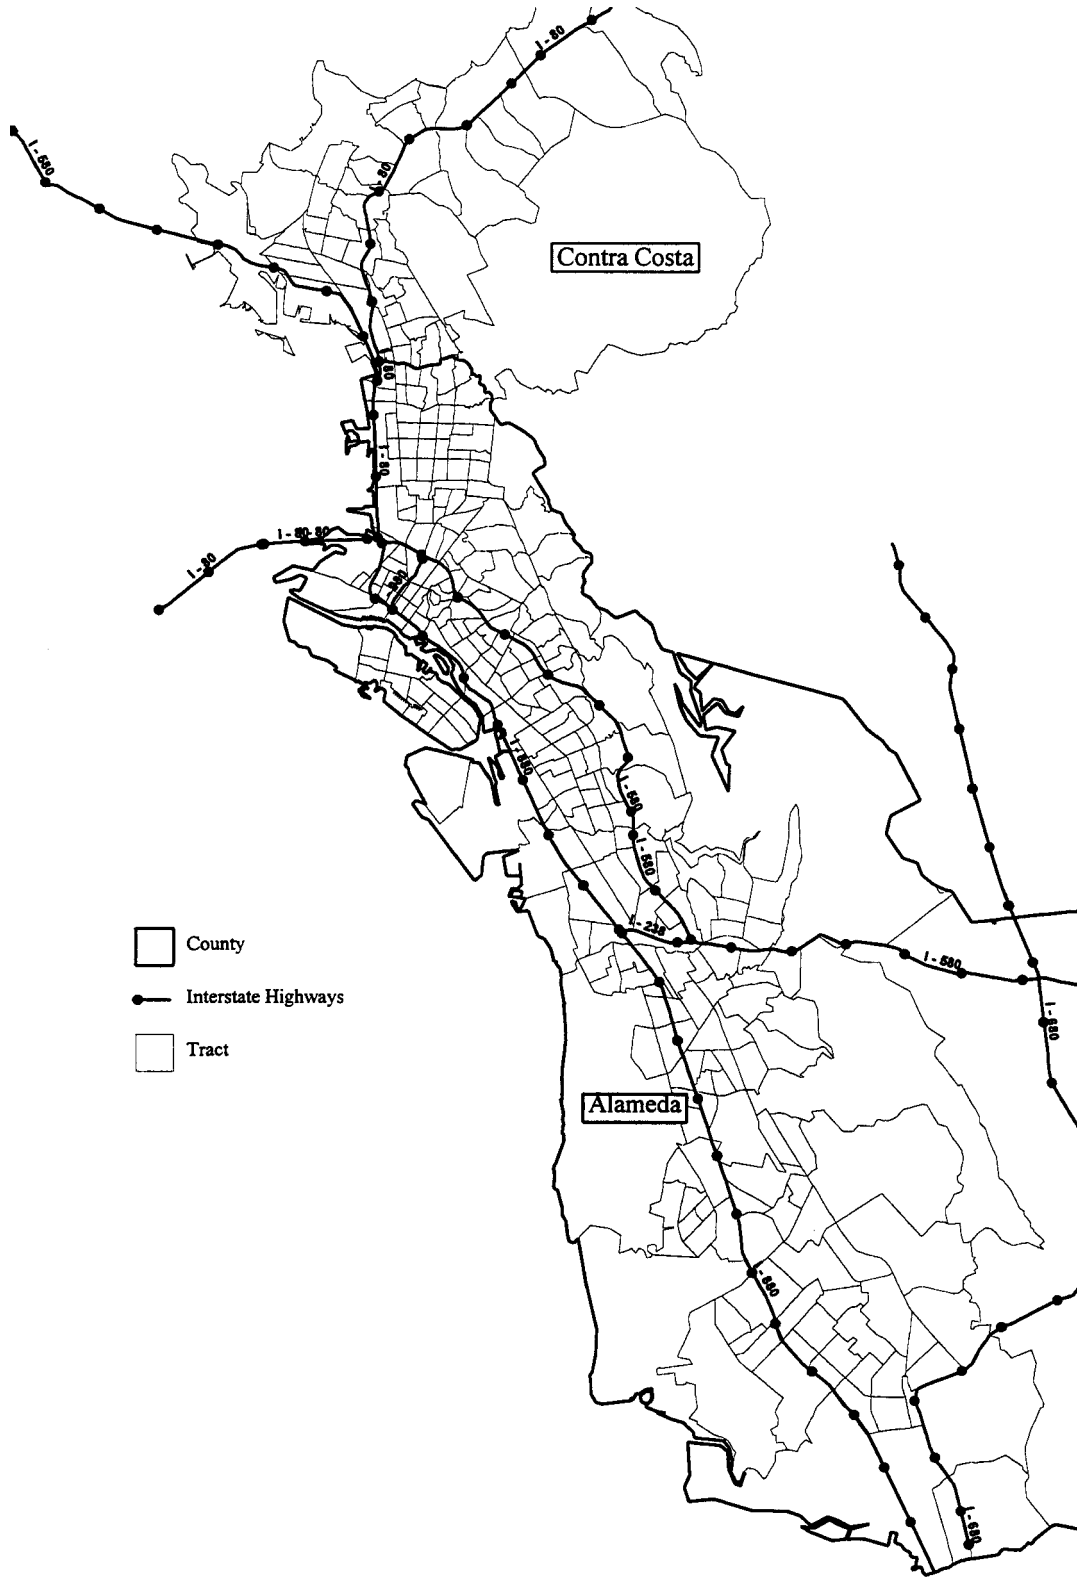 I - 80
I - 580
I - 80
Contra Costa
80
I - 80
I - 80
80
I - 80
I - 880
I - 580
I - 580
I - 238
County
I - 580
Interstate Highways
I - 680
Tract
Alameda
I - 880
I - 680